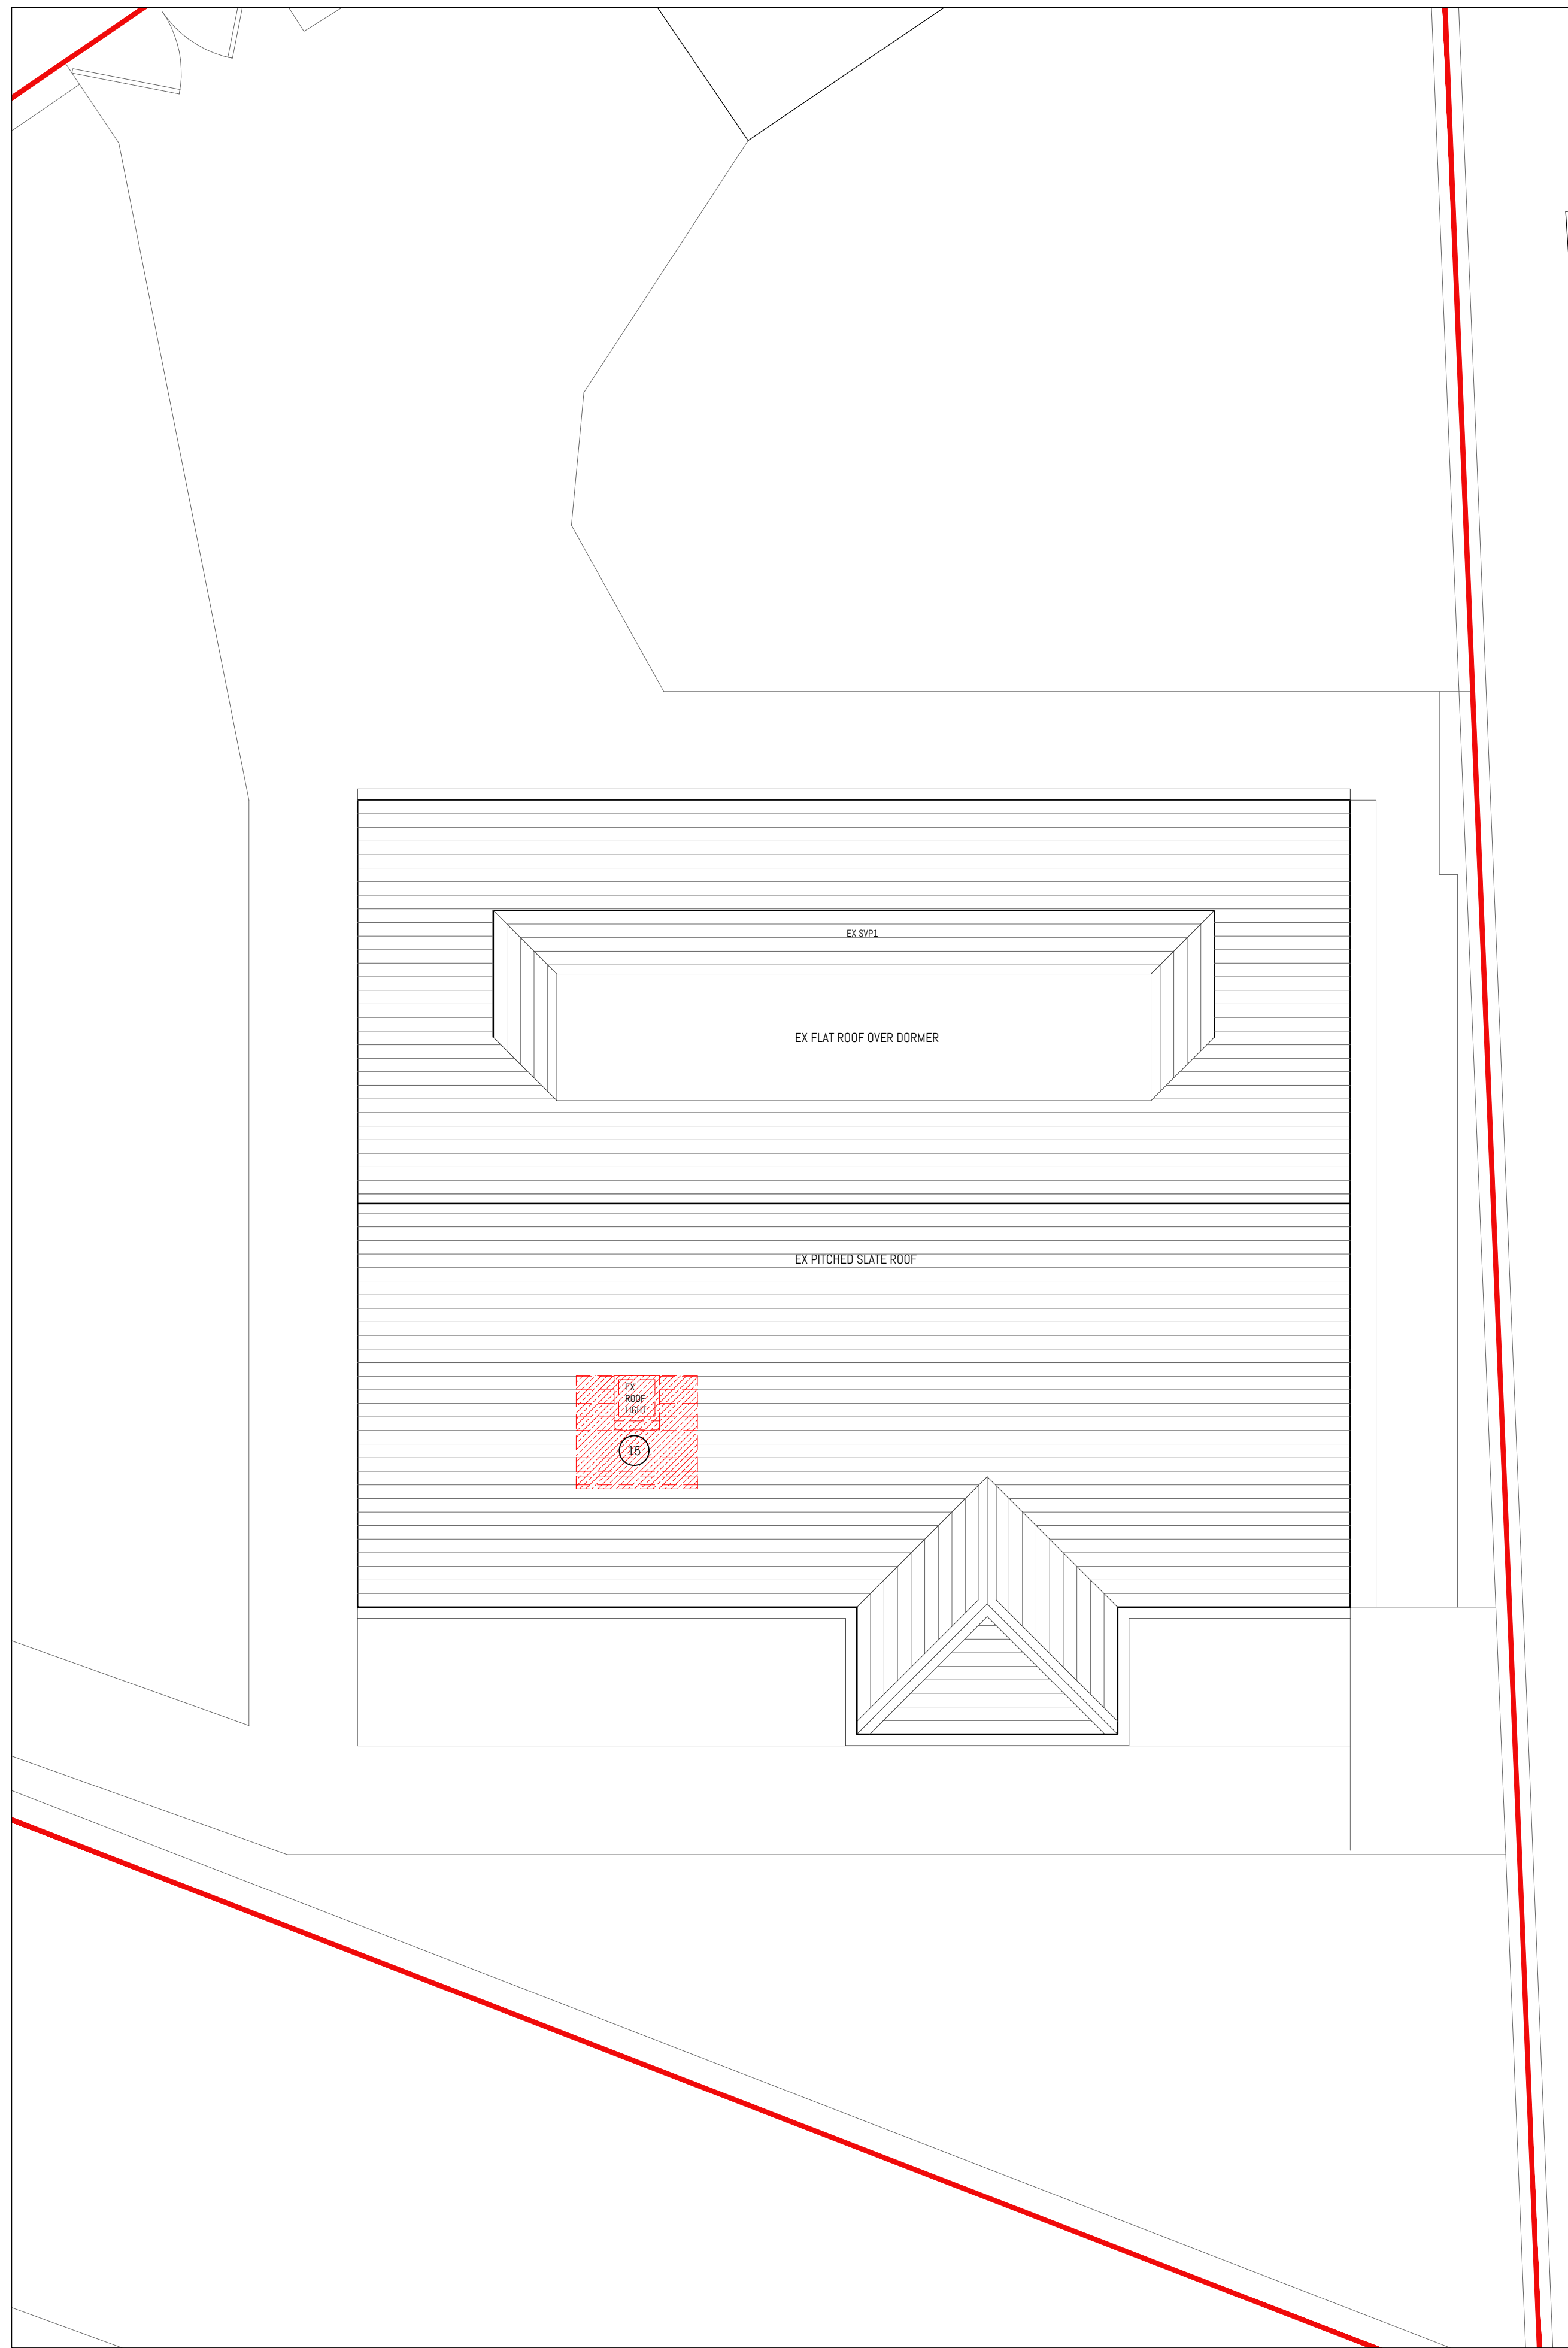 EX SVP1
EX FLAT ROOF OVER DORMER
EX PITCHED SLATE ROOF
EX
ROOF
LIGHT
15